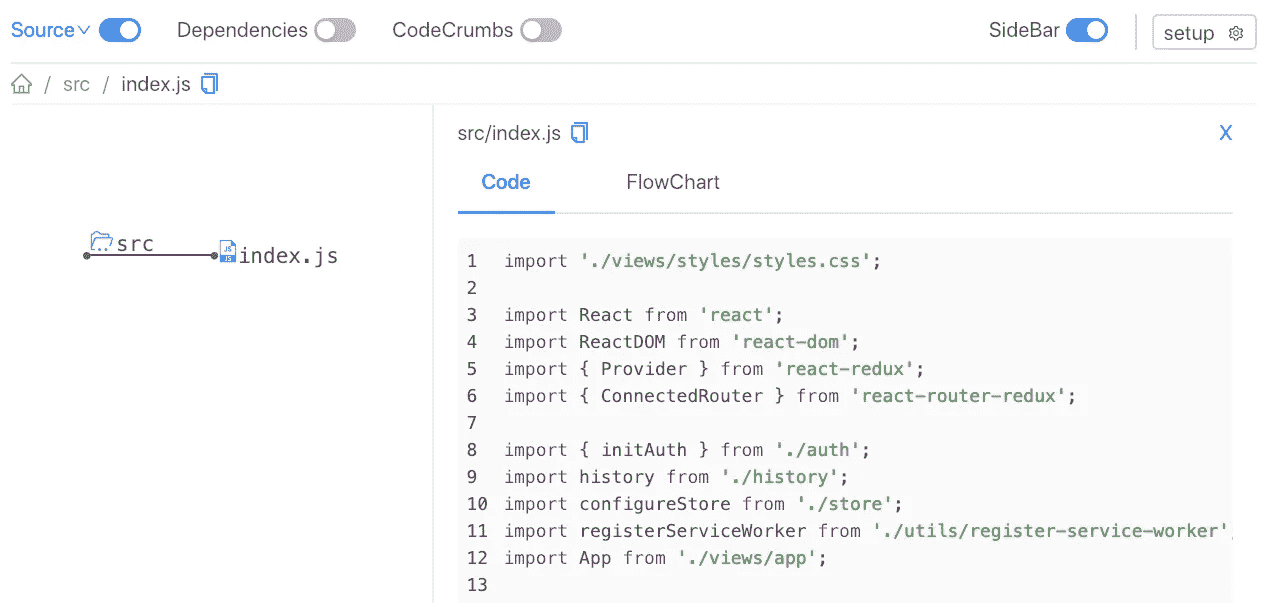 Source Dependencies CodeCrumbs SideBar setup
/ src / index.js
src/index.js X
Code FlowChart
src index.js
1 import './views/styles/styles.css';
2
3 import React from 'react';
4 import ReactDOM from 'react-dom';
5 import { Provider } from 'react-redux';
6 import { ConnectedRouter } from 'react-router-redux';
7
8 import { initAuth } from './auth';
9 import history from './history';
10 import configureStore from './store';
11 import registerServiceWorker from './utils/register-service-worker'
12 import App from './views/app';
13